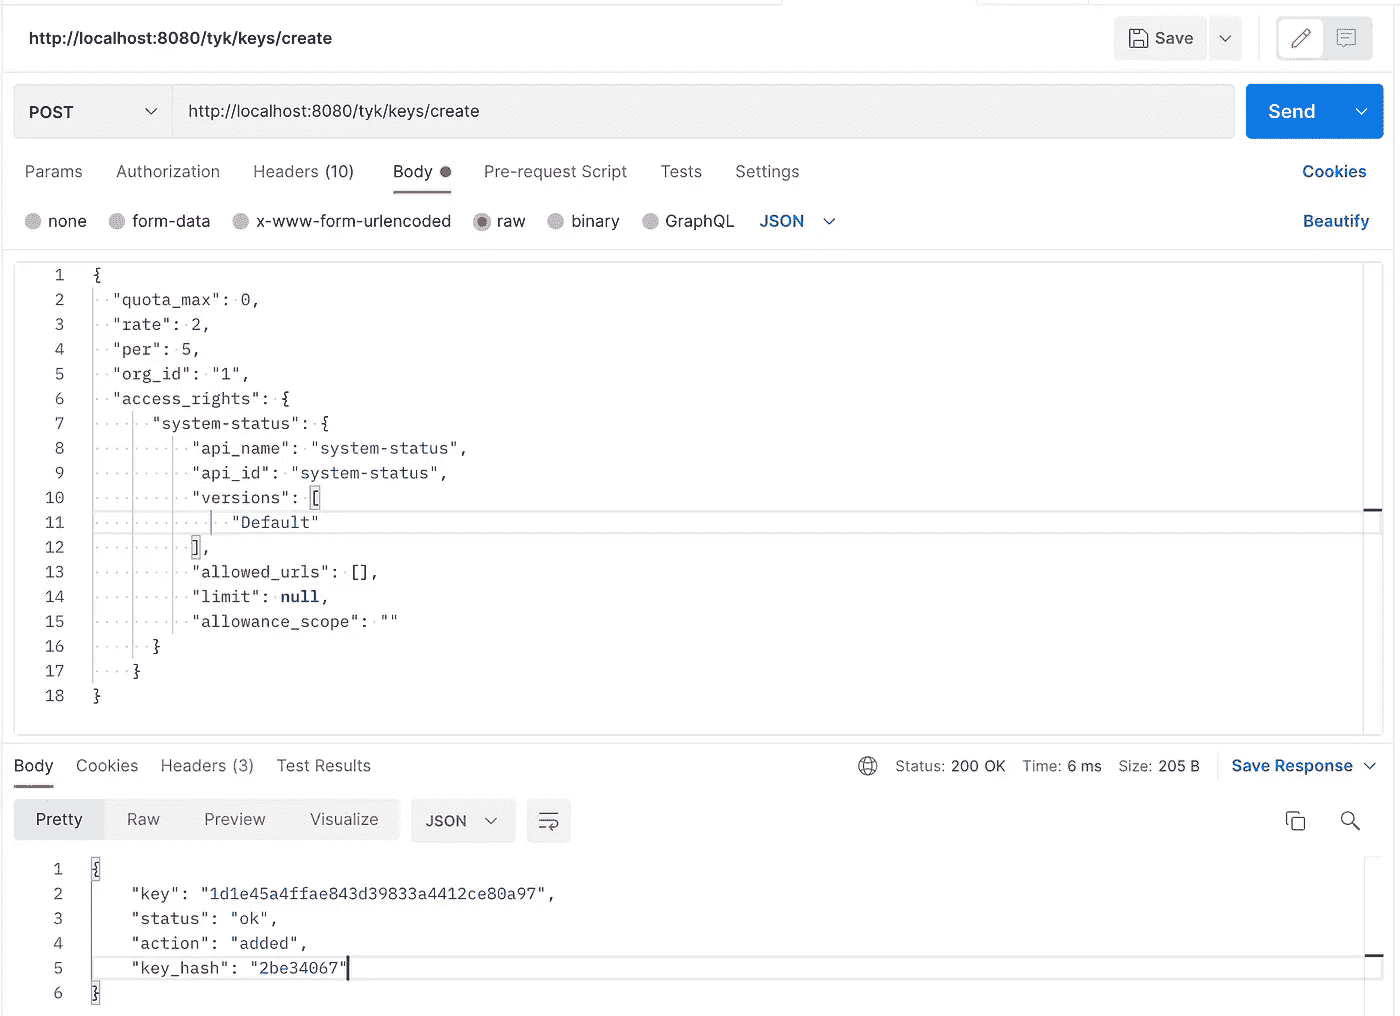 http://localhost:8080/tyk/keys/create
Save
POST
http://localhost:8080/tyk/keys/create
Send
Params Authorization Headers (10) Body Pre-request Script Tests Settings Cookies
none form-data x-www-form-urlencoded raw binary GraphQL JSON Beautify
1 {
2 "quota_max": 0,
3 "rate": 2,
4 "per": 5,
5 "org_id": "1",
6 "access_rights": {
7 "system-status": {
8 "api_name": "system-status",
9 "api_id": "system-status",
10 "versions": [
11 "Default"
12 ],
13 "allowed_urls": [],
14 "limit": null,
15 "allowance_scope": ""
16 }
17 }
18 }
Body Cookies Headers (3) Test Results Status: 200 OK Time: 6 ms Size: 205 B Save Response
Pretty Raw Preview Visualize JSON
1 {
2 "key": "1d1e45a4ffae843d39833a4412ce80a97",
3 "status": "ok",
4 "action": "added",
5 "key_hash": "2be34067"
6 }